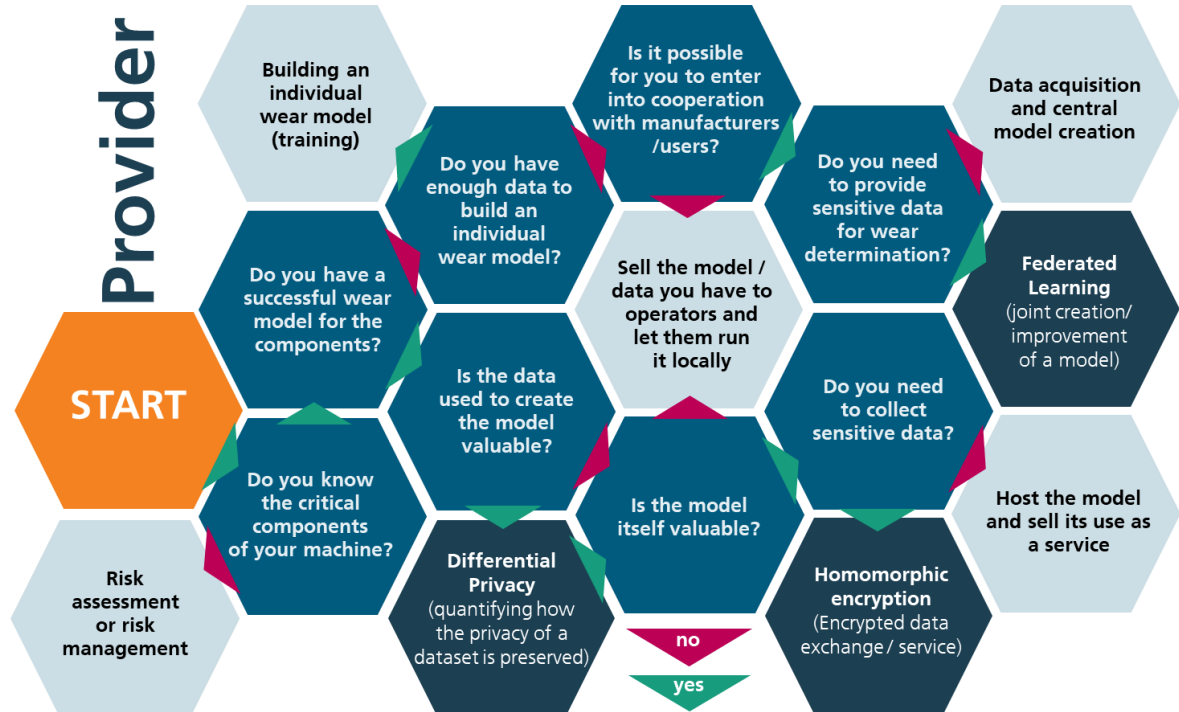 Provider
Building an
individual
wear model
(training)
Is it possible
for you to enter
into cooperation
with manufacturers
/users?
Data acquisition
and central
model creation
Do you have
enough data to
build an
individual
wear model?
Do you need
to provide
sensitive data
for wear
determination?
Do you have a
successful wear
model for the
components?
Sell the model /
data you have to
operators and
let them run
it locally
Federated
Learning
(joint creation/
improvement
of a model)
START
Is the data
used to create
the model
valuable?
Do you need
to collect
sensitive data?
Do you know
the critical
components
of your machine?
Is the model
itself valuable?
Host the model
and sell its use as
a service
Risk
assessment
or risk
management
Differential
Privacy
(quantifying how
the privacy of a
dataset is preserved)
Homomorphic
encryption
(Encrypted data
exchange / service)
no
yes